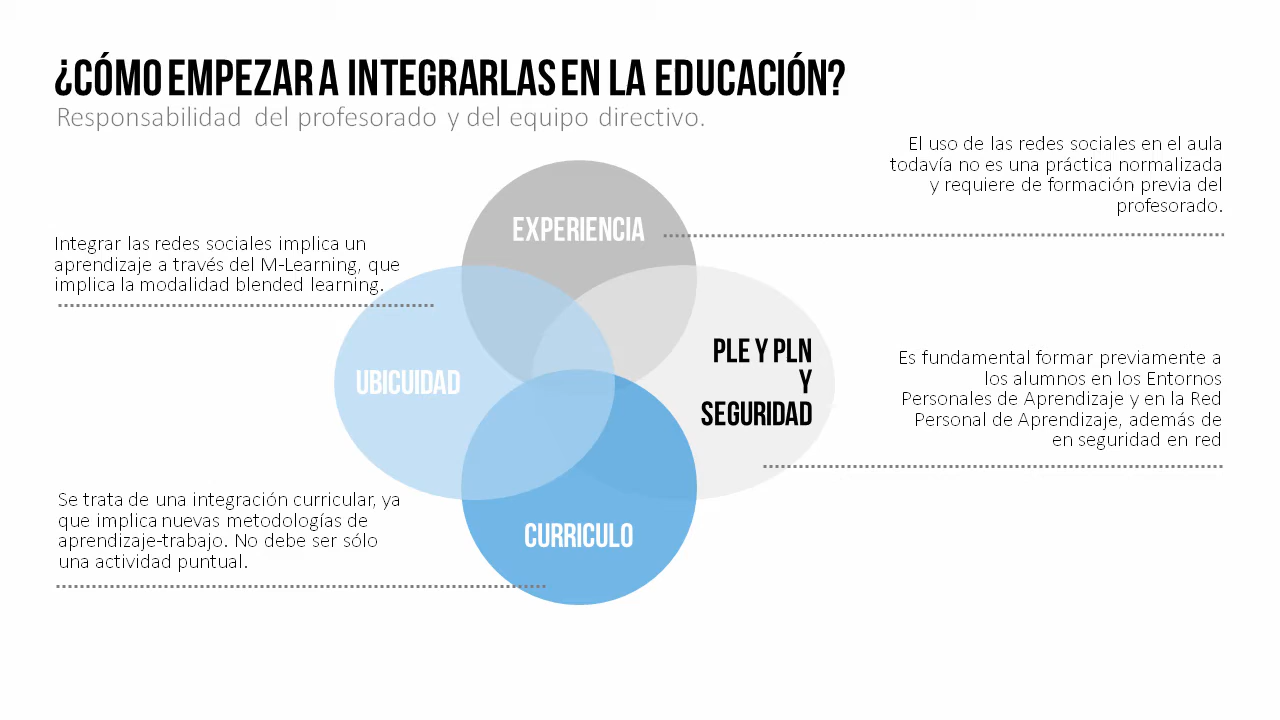 ¿CÓMO EMPEZAR A INTEGRARLAS EN LA EDUCACIÓN?
Responsabilidad del profesorado y del equipo directivo.
El uso de las redes sociales en el aula
todavía no es una práctica normalizada
y requiere de formación previa del
profesorado.
EXPERIENCIA
Integrar las redes sociales implica un
aprendizaje a través del M-Learning, que
implica la modalidad blended learning.
UBICUIDAD
PLE Y PLN
Y
SEGURIDAD
Es fundamental formar previamente a
los alumnos en los Entornos
Personales de Aprendizaje y en la Red
Personal de Aprendizaje, además de
en seguridad en red
Se trata de una integración curricular, ya
que implica nuevas metodologías de
aprendizaje-trabajo. No debe ser sólo
una actividad puntual.
CURRICULO